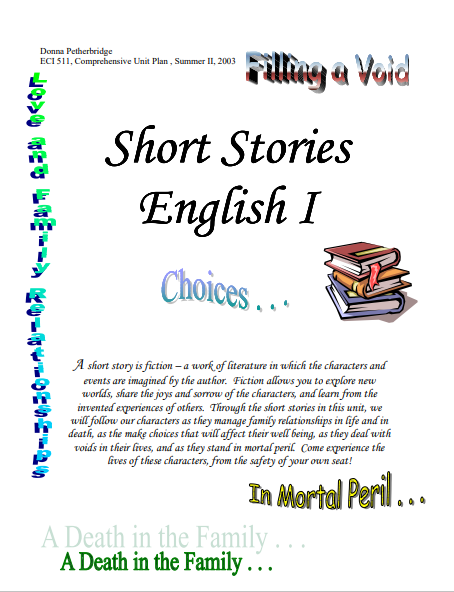 Donna Petherbridge
ECI 511, Comprehensive Unit Plan , Summer II, 2003
Filling a Void
Love and Family Relationships
Short Stories
English I
Choices . . .
A short story is fiction – a work of literature in which the characters and
events are imagined by the author.  Fiction allows you to explore new
worlds, share the joys and sorrow of the characters, and learn from the
invented experiences of others.  Through the short stories in this unit, we
will follow our characters as they manage family relationships in life and in
death, as the make choices that will affect their well being, as they deal with
voids in their lives, and as they stand in mortal peril.  Come experience the
lives of these characters, from the safety of your own seat!
In Mortal Peril . . .
A Death in the Family . . .
A Death in the Family . . .